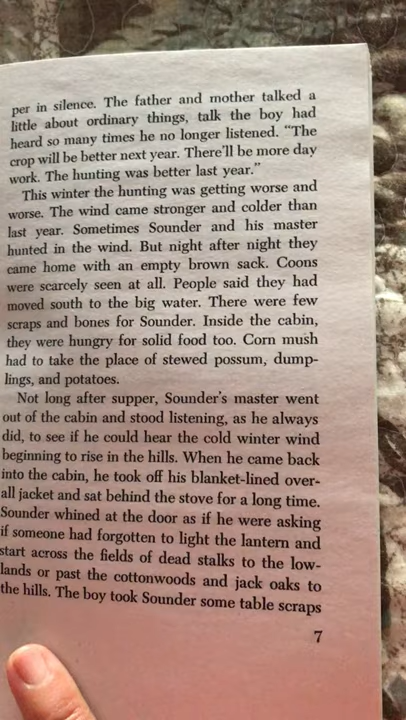 per in silence. The father and mother talked a
little about ordinary things, talk the boy had
heard so many times he no longer listened. “The
crop will be better next year. There’ll be more day
work. The hunting was better last year.”
This winter the hunting was getting worse and
worse. The wind came stronger and colder than
last year. Sometimes Sounder and his master
hunted in the wind. But night after night they
came home with an empty brown sack. Coons
were scarcely seen at all. People said they had
moved south to the big water. There were few
scraps and bones for Sounder. Inside the cabin,
they were hungry for solid food too. Corn mush
had to take the place of stewed possum, dump-
lings, and potatoes.
Not long after supper, Sounder’s master went
out of the cabin and stood listening, as he always
did, to see if he could hear the cold winter wind
beginning to rise in the hills. When he came back
into the cabin, he took off his blanket-lined over-
all jacket and sat behind the stove for a long time.
Sounder whined at the door as if he were asking
if someone had forgotten to light the lantern and
start across the fields of dead stalks to the low-
lands or past the cottonwoods and jack oaks to
the hills. The boy took Sounder some table scraps
7